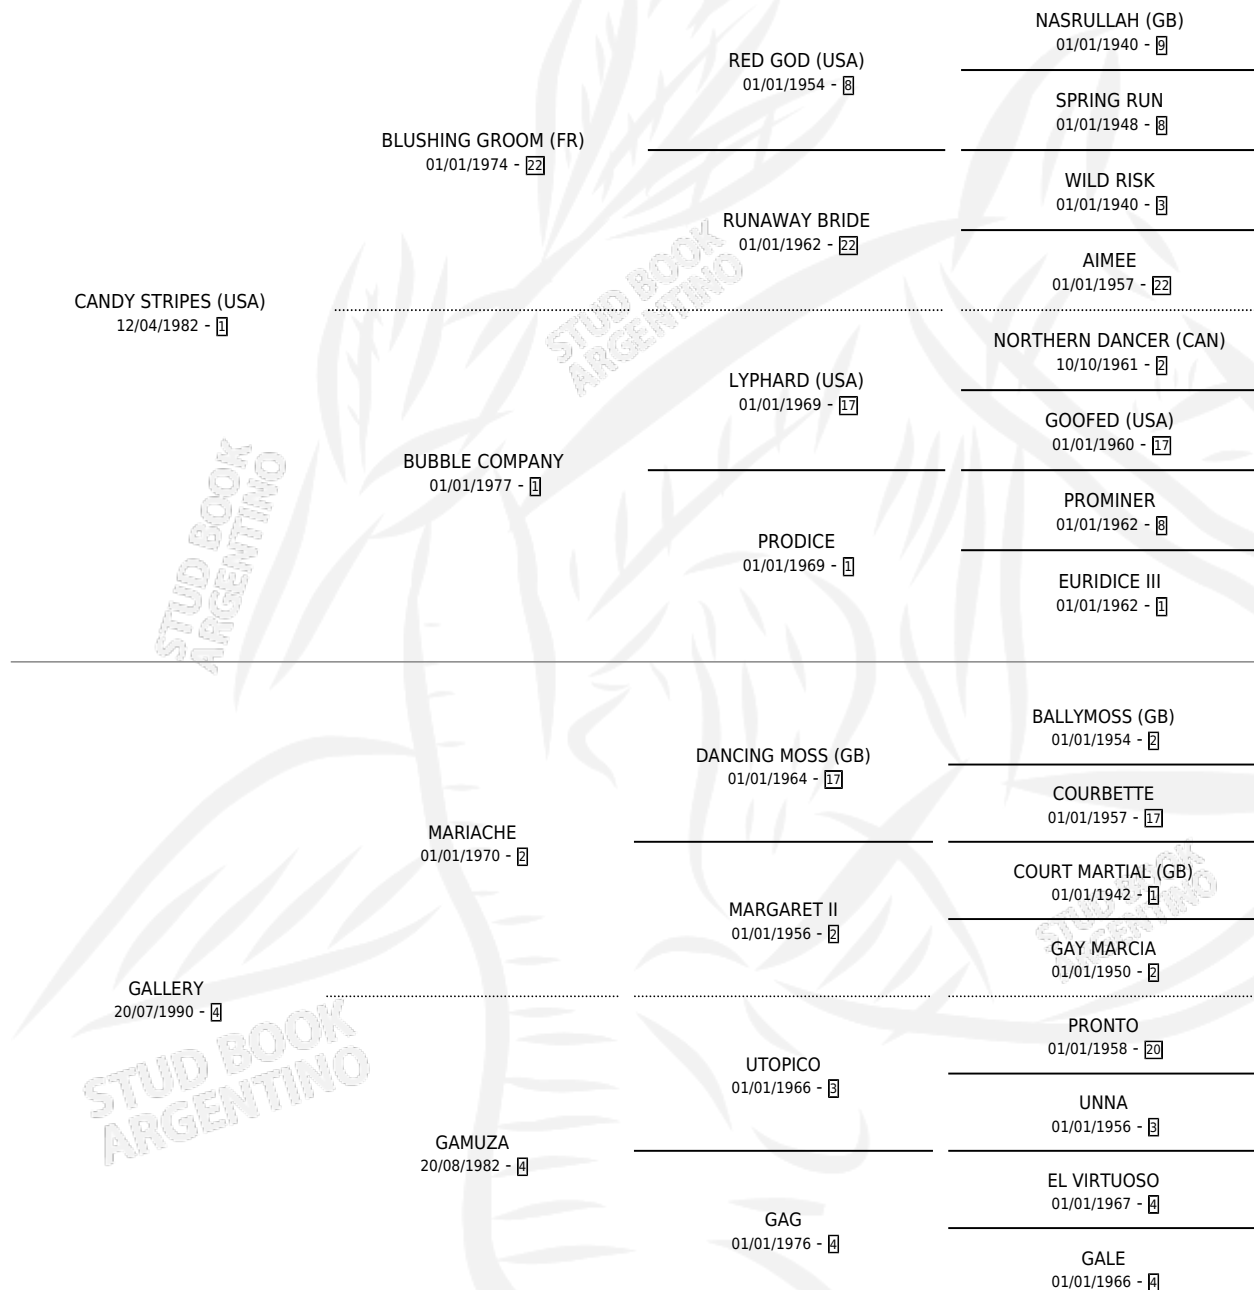 NASRULLAH (GB)
01/01/1940 - 9
RED GOD (USA)
01/01/1954 - 8
SPRING RUN
01/01/1948 - 8
BLUSHING GROOM (FR)
01/01/1974 - 22
WILD RISK
01/01/1940 - 3
RUNAWAY BRIDE
01/01/1962 - 22
AIMEE
01/01/1957 - 22
CANDY STRIPES (USA)
12/04/1982 - 1
NORTHERN DANCER (CAN)
10/10/1961 - 2
LYPHARD (USA)
01/01/1969 - 17
GOOFED (USA)
01/01/1960 - 17
BUBBLE COMPANY
01/01/1977 - 1
PROMINER
01/01/1962 - 8
PRODICE
01/01/1969 - 1
EURIDICE III
01/01/1962 - 1
BALLYMOSS (GB)
01/01/1954 - 2
DANCING MOSS (GB)
01/01/1964 - 17
COURBETTE
01/01/1957 - 17
MARIACHE
01/01/1970 - 2
COURT MARTIAL (GB)
01/01/1942 - 1
MARGARET II
01/01/1956 - 2
GAY MARCIA
01/01/1950 - 2
GALLERY
20/07/1990 - 4
PRONTO
01/01/1958 - 20
UTOPICO
01/01/1966 - 3
UNNA
01/01/1956 - 3
GAMUZA
20/08/1982 - 4
EL VIRTUOSO
01/01/1967 - 4
GAG
01/01/1976 - 4
GALE
01/01/1966 - 4
STUD BOOK
ARGENTINO
STUD BOOK
ARGENTINO
STUD BOOK
ARGENTINO
STUD BOOK
ARGENTINO